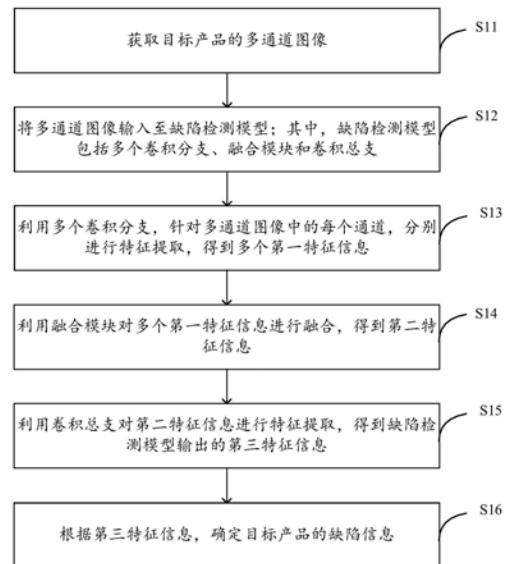 获取目标产品的多通道图像
S11
将多通道图像输入至缺陷检测模型；其中，缺陷检测模型
包括多个卷积分支、融合模块和卷积总支
S12
利用多个卷积分支，针对多通道图像中的每个通道，分别
进行特征提取，得到多个第一特征信息
S13
利用融合模块对多个第一特征信息进行融合，得到第二特
征信息
S14
利用卷积总支对第二特征信息进行特征提取，得到缺陷检
测模型输出的第三特征信息
S15
根据第三特征信息，确定目标产品的缺陷信息
S16